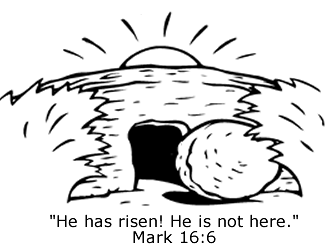 "He has risen! He is not here."
Mark 16:6